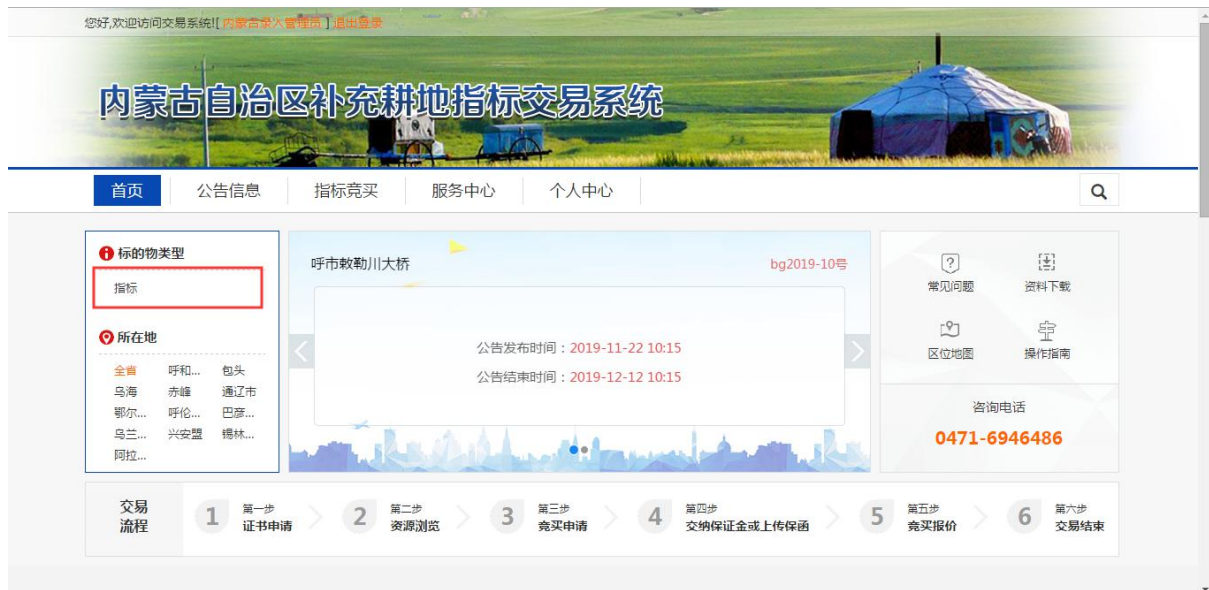 您好,欢迎访问交易系统![ 内蒙古录入管理员 ] 退出登录
内蒙古自治区补充耕地指标交易系统
首页 公告信息 指标竞买 服务中心 个人中心
标的物类型
指标
所在地
全省 呼和... 包头
乌海 赤峰 通辽市
鄂尔... 呼伦... 巴彦...
乌兰... 兴安盟 锡林...
阿拉...
呼市敕勒川大桥 bg2019-10号
公告发布时间：2019-11-22 10:15
公告结束时间：2019-12-12 10:15
常见问题 资料下载
区位地图 操作指南
咨询电话
0471-6946486
交易
流程
1 第一步
证书申请
2 第二步
资源浏览
3 第三步
竞买申请
4 第四步
交纳保证金或上传保函
5 第五步
竞买报价
6 第六步
交易结束